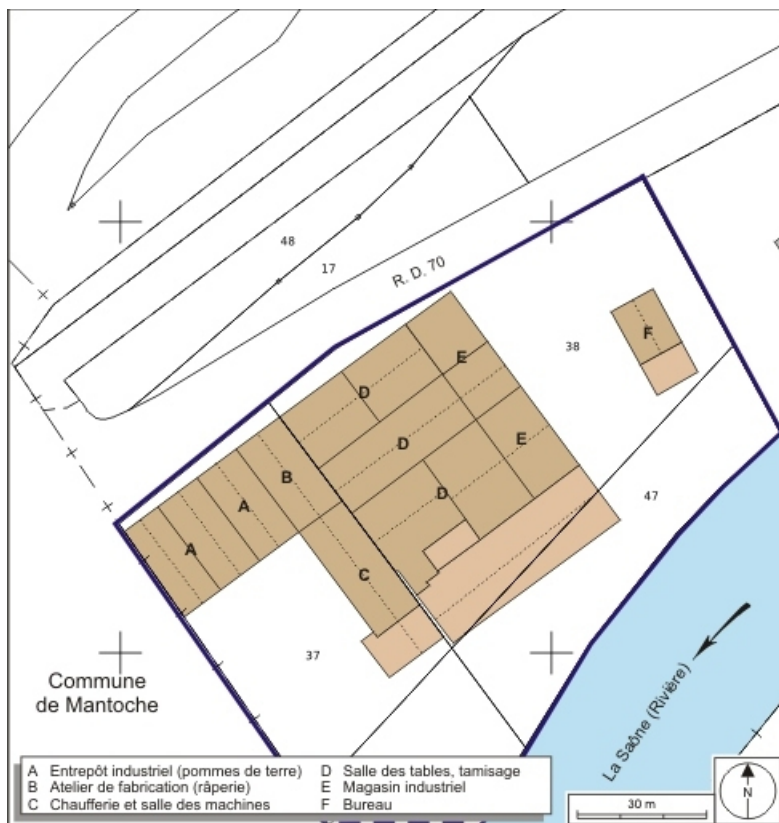 48
17
R. D. 70
38
F
E
D
E
D
B
A
D
47
A
C
37
Commune
de Mantoche
La Saône (Rivière)
A Entrepôt industriel (pommes de terre)
B Atelier de fabrication (râperie)
C Chaufferie et salle des machines
D Salle des tables, tamisage
E Magasin industriel
F Bureau
30 m
N